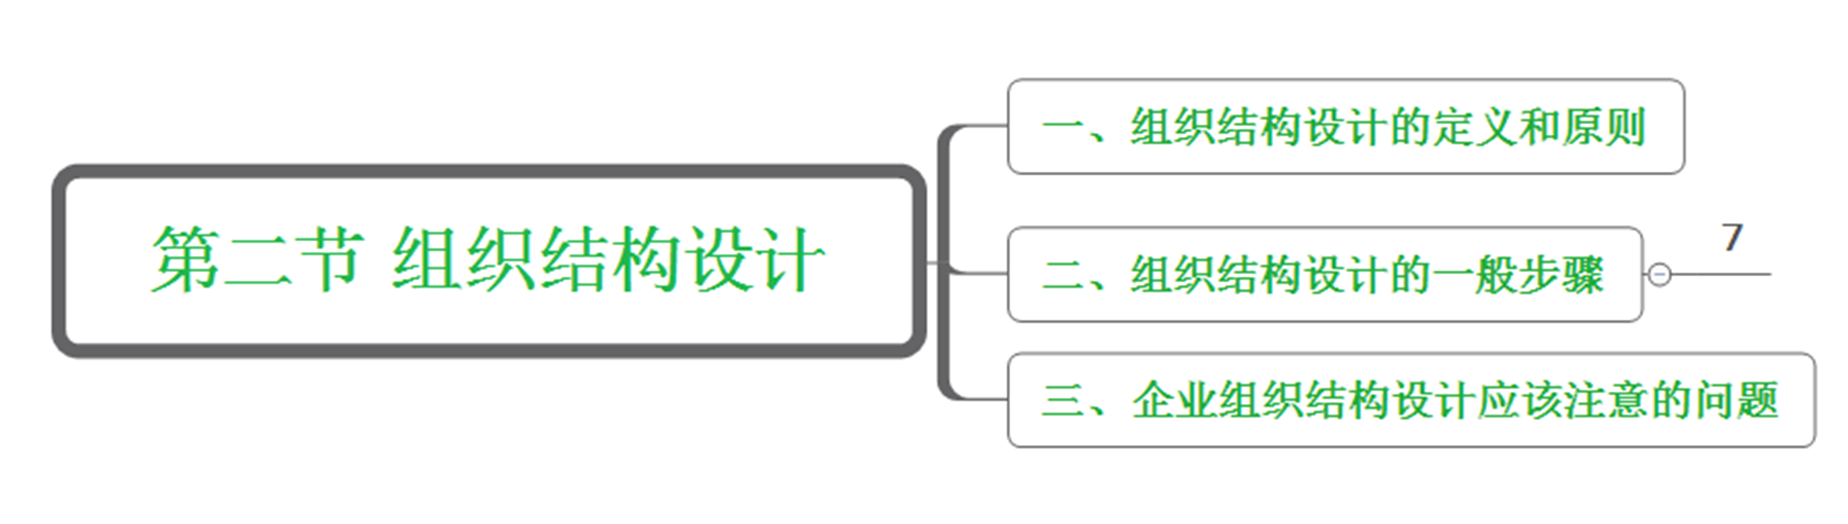 第二节 组织结构设计
一、组织结构设计的定义和原则
二、组织结构设计的一般步骤
7
三、企业组织结构设计应该注意的问题